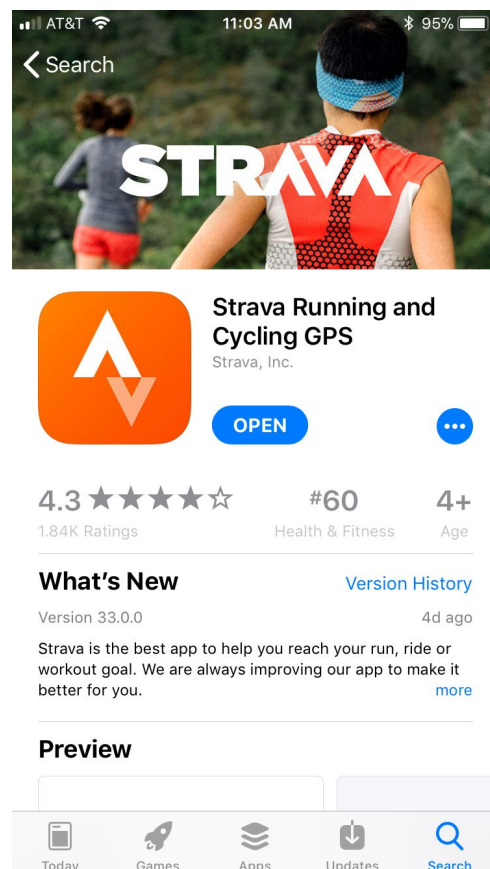 AT&T 11:03 AM 95%
Search
STRAVA
Strava Running and
Cycling GPS
Strava, Inc.
OPEN
4.3 #60 4+
1.84K Ratings Health & Fitness Age
What's New Version History
Version 33.0.0 4d ago
Strava is the best app to help you reach your run, ride or
workout goal. We are always improving our app to make it
better for you. more
Preview
Today Games Apps Updates Search